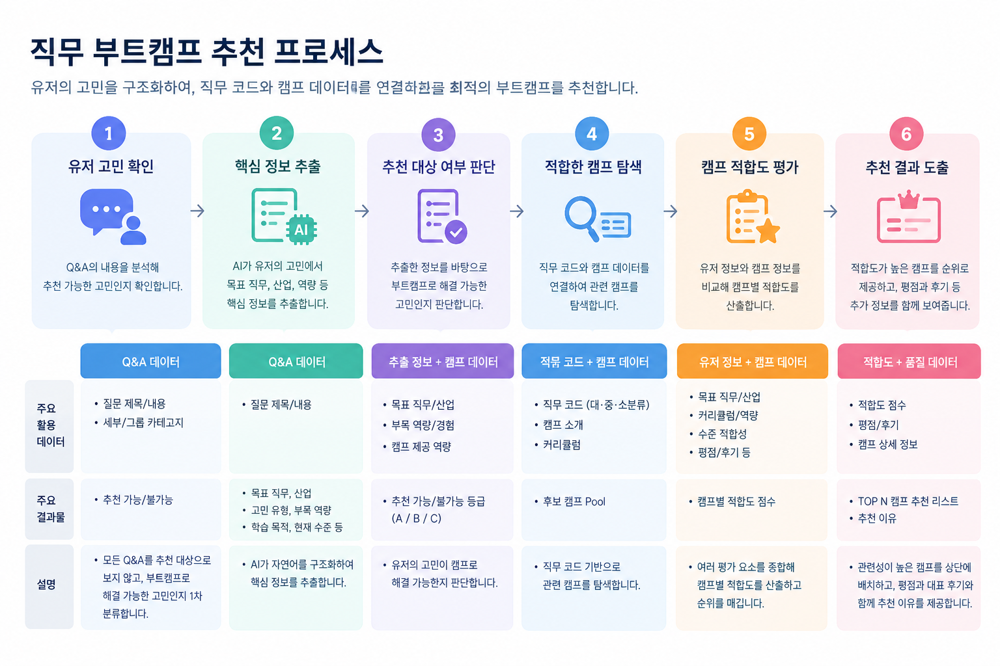 직무 부트캠프 추천 프로세스
유저의 고민을 구조화하여, 직무 코드와 캠프 데이터를 최적의 부트캠프를 추천합니다.
1
유저 고민 확인
Q&A의 내용을 분석해
추천 가능한 고민인지 확인합니다.
2
핵심 정보 추출
AI
AI가 유저의 고민에서
목표 직무, 산업, 역량 등
핵심 정보를 추출합니다.
3
추천 대상 여부 판단
추출한 정보를 바탕으로
부트캠프로 해결 가능한
고민인지 판단합니다.
4
적합한 캠프 탐색
직무 코드와 캠프 데이터를
연결하여 관련 캠프를
탐색합니다.
5
캠프 적합도 평가
유저 정보와 캠프 정보를
비교해 캠프별 적합도를
산출합니다.
6
추천 결과 도출
적합도가 높은 캠프를 순위로
제공하고, 평점과 후기 등
추가 정보를 함께 보여줍니다.
Q&A 데이터
Q&A 데이터
추출 정보 + 캠프 데이터
코드 + 캠프 데이터
유저 정보 + 캠프 데이터
적합도 + 품질 데이터
주요
활용
데이터
• 질문 제목/내용
• 세부/그룹 카테고지
• 질문 제목/내용
• 목표 직무/산업
• 부목 역량/경험
• 캠프 제공 역량
• 직무 코드 (대·중·소분류)
• 캠프 소개
• 커리큘럼
• 목표 직무/산업
• 커리큘럼/역량
• 수준 적합성
• 평점/후기 등
• 적합도 점수
• 평점/후기
• 캠프 상세 정보
주요
결과물
• 추천 가능/불가능
• 목표 직무, 산업
• 고민 유형, 부목 역량
• 학습 목적, 현재 수준 등
• 추천 가능/불가능 등급
(A / B / C)
• 후보 캠프 Pool
• 캠프별 적합도 점수
• TOP N 캠프 추천 리스트
• 추천 이유
설명
• 모든 Q&A를 추천 대상으로
보지 않고, 부트캠프로
해결 가능한 고민인지 1차
분류합니다.
• AI가 자연어를 구조화하여
핵심 정보를 추출합니다.
• 유저의 고민이 캠프로
해결 가능한지 판단합니다.
• 직무 코드 기반으로
관련 캠프를 탐색합니다.
• 여러 평가 요소를 종합해
캠프별 척합도를 산출하고
순위를 매깁니다.
• 관련성이 높은 캠프를 상단에
배치하고, 평점과 대표 후기와
함께 추천 이유를 제공합니다.